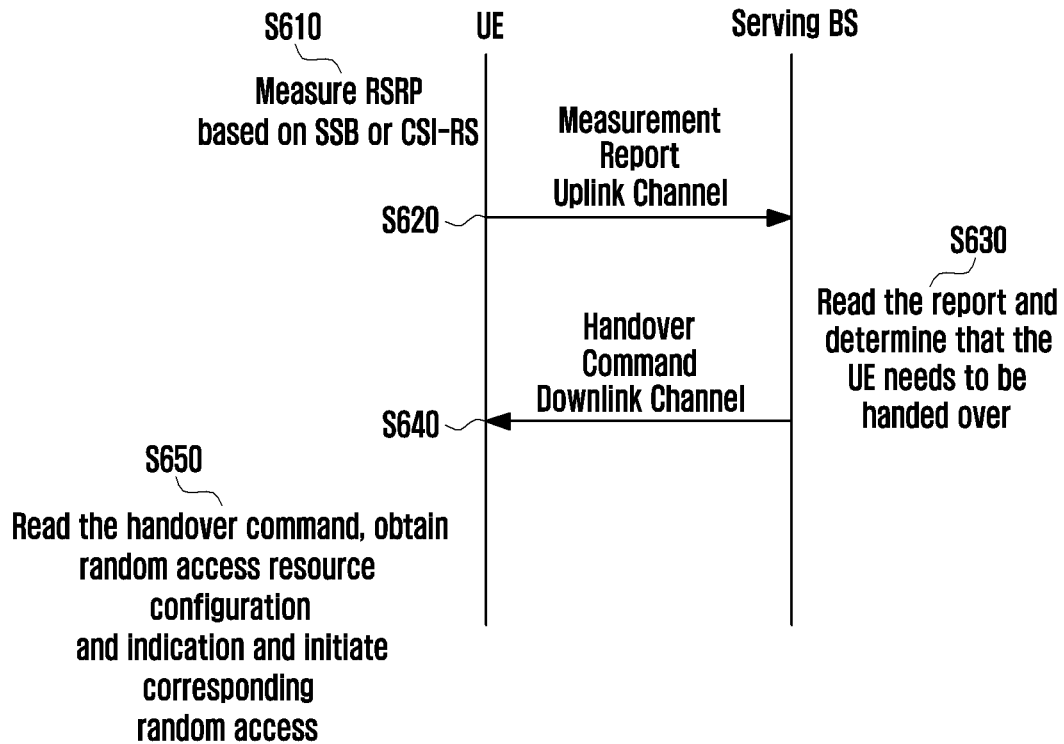 S610
UE
Serving BS
Measure RSRP
based on SSB or CSI-RS
Measurement
Report
Uplink Channel
S620
S630
Read the report and
determine that the
UE needs to be
handed over
Handover
Command
Downlink Channel
S640
S650
Read the handover command, obtain
random access resource
configuration
and indication and initiate
corresponding
random access